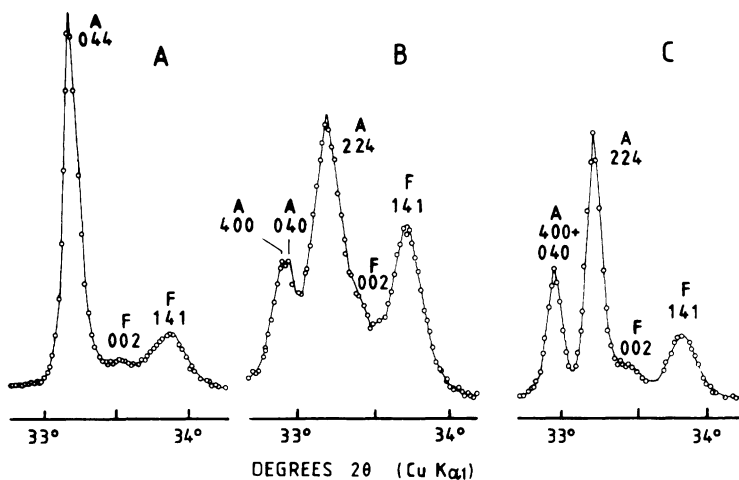 A
044
A
F
002
F
141
33°
34°
B
A
400
A
040
A
224
F
002
F
141
33°
34°
C
A
400+
040
A
224
F
002
F
141
33°
34°
DEGREES 2θ (Cu Kα1)